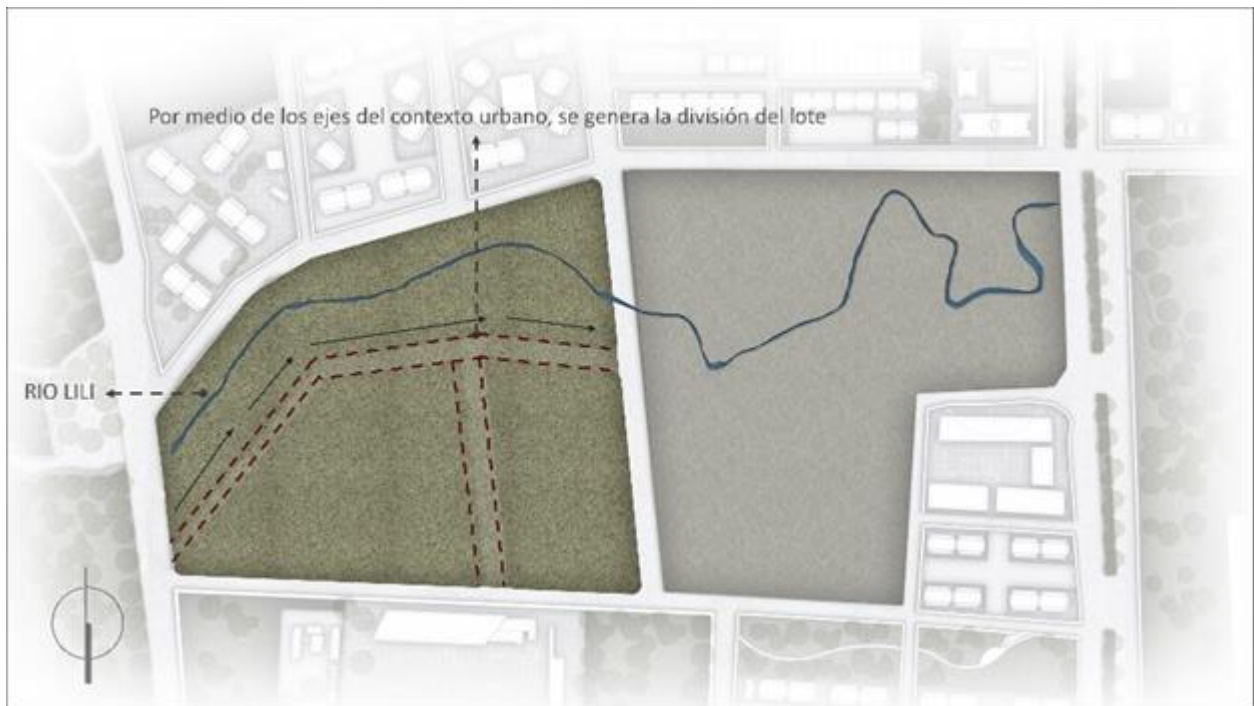 Por medio de los ejes del contexto urbano, se genera la división del lote
RIO LILI